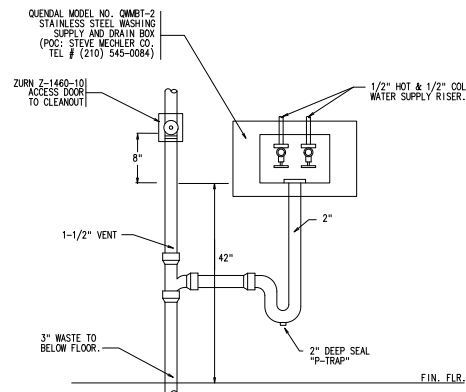 QUENDAL MODEL NO. QWMBT-2
STAINLESS STEEL WASHING
SUPPLY AND DRAIN BOX
(POC: STEVE MECHLER CO.
TEL # (210) 545-0084)
ZURN Z-1460-10
ACCESS DOOR
TO CLEANOUT
1/2" HOT & 1/2" COL
WATER SUPPLY RISER.
8"
2"
1-1/2" VENT
42"
3" WASTE TO
BELOW FLOOR.
2" DEEP SEAL
"P-TRAP"
FIN. FLR.